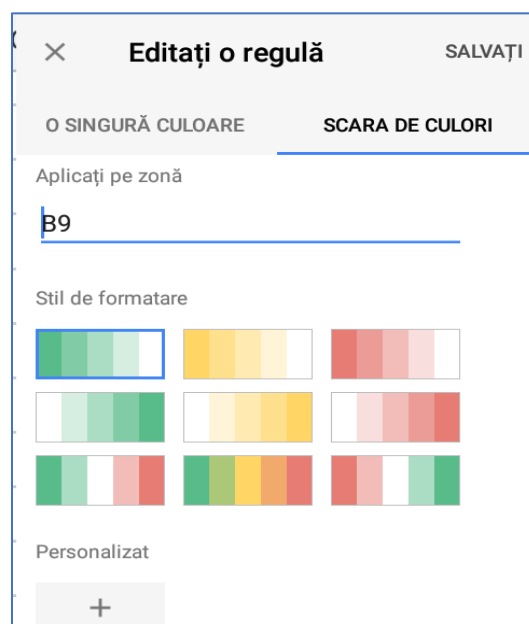 Editați o regulă SALVAȚI
O SINGURĂ CULOARE SCARA DE CULORI
Aplicați pe zonă
B9
Stil de formatare
Personalizat
+